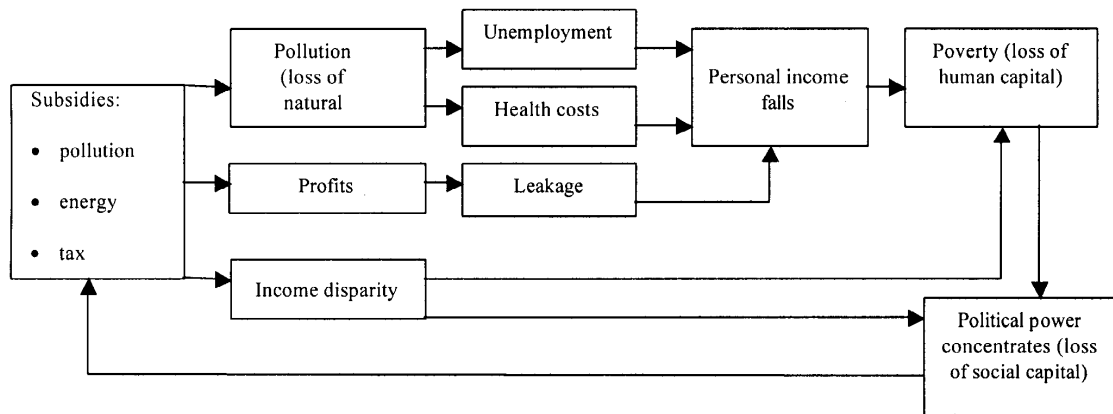 Subsidies:
• pollution
• energy
• tax
Pollution
(loss of
natural
Profits
Income disparity
Unemployment
Health costs
Leakage
Personal income
falls
Poverty (loss of
human capital)
Political power
concentrates (loss
of social capital)